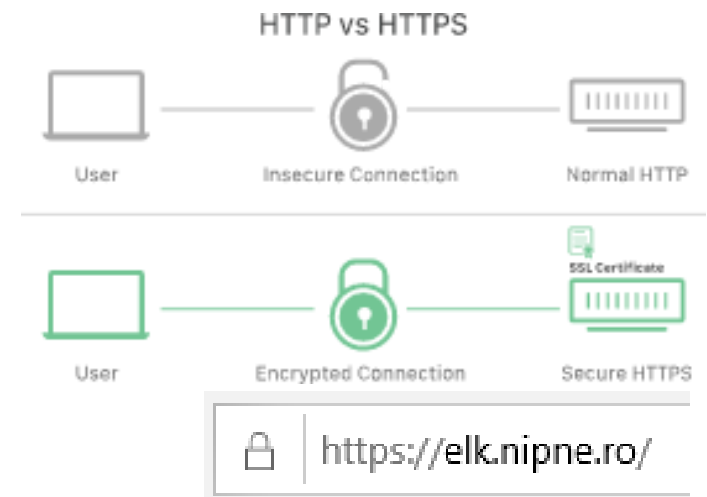 HTTP vs HTTPS
User Insecure Connection Normal HTTP
SSL Certificate
User Encrypted Connection Secure HTTPS
https://elk.nipne.ro/